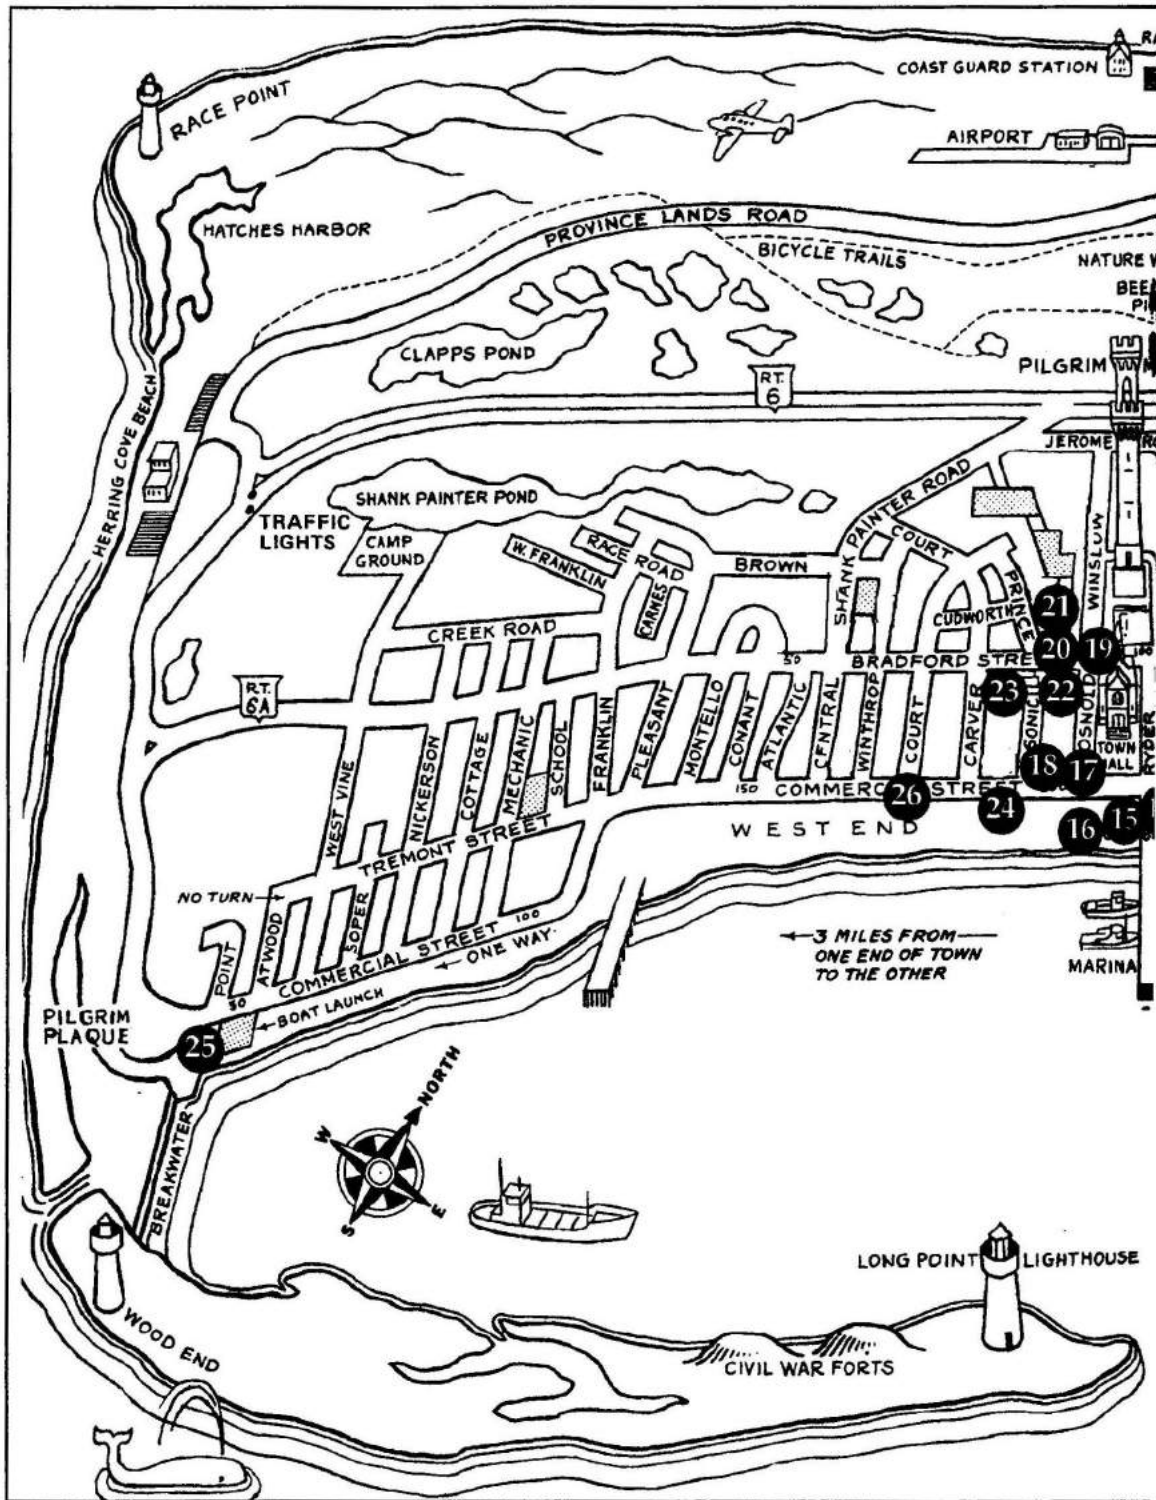 COAST GUARD STATION
RACE POINT
AIRPORT
HATCHES HARBOR
PROVINCE LANDS ROAD
BICYCLE TRAILS
NATURE
CLAPPS POND
PILGRIM
RT.
6
HERRING COVE BEACH
JEROME
SHANK PAINTER POND
SHANK PAINTER ROAD
TRAFFIC
LIGHTS
CAMP
GROUND
W. FRANKLIN
RACE ROAD
BROWN
COURT
CARNES
PRINCE
WINSLOW
CUDWORTH
CREEK ROAD
50
BRADFORD
21
20
19
100
RT.
6A
23
22
WEST VINE
NICKERSON
COTTAGE
MECHANIC
SCHOOL
FRANKLIN
PLEASANT
MONTELLO
CONANT
ATLANTIC
CENTRAL
WINTHROP
COURT
CARVER
TOWN
RYDER
18
17
150
STREET
26
24
16
15
WEST END
TREMONT STREET
NO TURN
POINT
ATWOOD
SOPER
COMMERCIAL STREET
100
ONE WAY
50
BOAT LAUNCH
3 MILES FROM
ONE END OF TOWN
TO THE OTHER
MARINA
PILGRIM
PLAQUE
25
BREAKWATER
NORTH
W
E
S
LONG POINT LIGHTHOUSE
WOOD END
CIVIL WAR FORTS